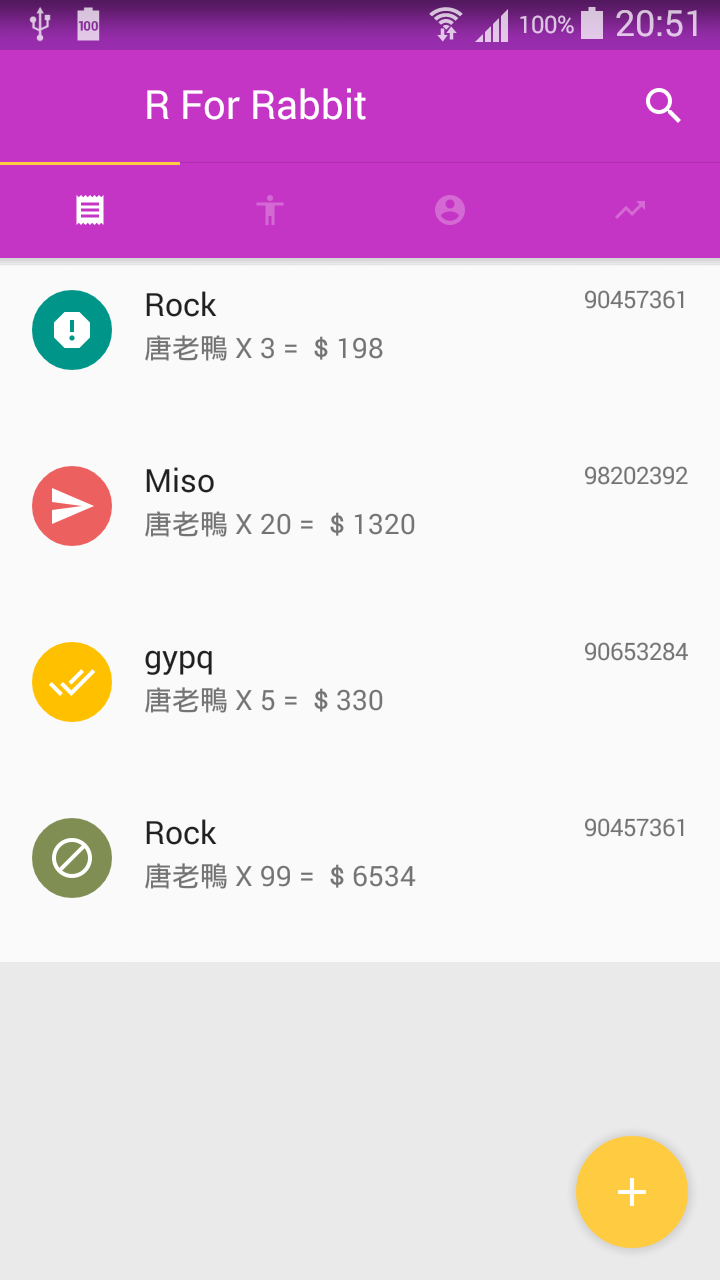 100
100%
20:51
R For Rabbit
Rock
90457361
唐老鴨 X 3 = $ 198
Miso
98202392
唐老鴨 X 20 = $ 1320
gypq
90653284
唐老鴨 X 5 = $ 330
Rock
90457361
唐老鴨 X 99 = $ 6534